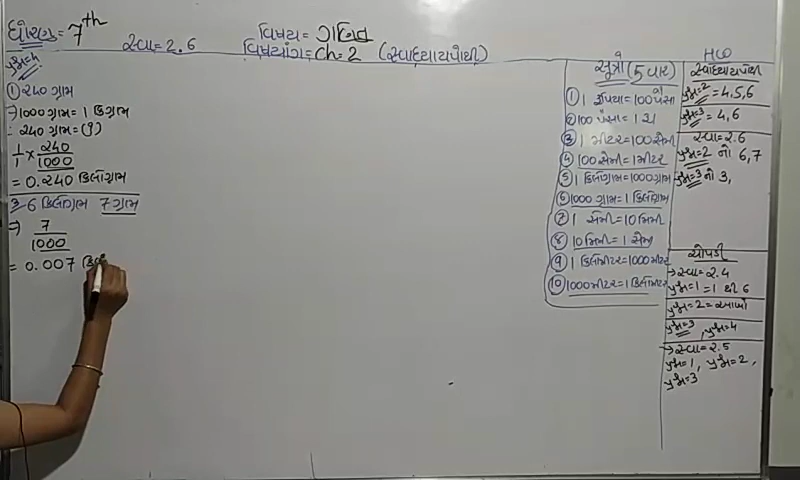 ધોરણ = 7th
સ્વા = 2.6
વિષય = ગણિત
વિષયાંગ = ch = 2 (સ્વાધ્યાયપોથી)
પ્રશ્ન=4
① 240 ગ્રામ
→ 1000 ગ્રામ = 1 કિગ્રામ
∴ 240 ગ્રામ = (?)
1/1 × 240/1000
= 0.240 કિલોગ્રામ
③ 6 કિલોગ્રામ 7 ગ્રામ
→ 7/1000
= 0.007 કિલો
સૂત્રો (5 વાર)
① 1 રૂપિયા = 100 પૈસા
② 100 પૈસા = 1 રૂ
③ 1 મીટર = 100 સેમી
④ 100 સેમી = 1 મીટર
⑤ 1 કિલોગ્રામ = 1000 ગ્રામ
⑥ 1000 ગ્રામ = 1 કિલોગ્રામ
⑦ 1 સેમી = 10 મિમી
⑧ 10 મિમી = 1 સેમી
⑨ 1 કિલોમીટર = 1000 મીટર
⑩ 1000 મીટર = 1 કિલોમીટર
H.W
સ્વાધ્યાયપોથી
પ્રશ્ન=2 = 4,5,6
પ્રશ્ન=3 = 4,6
સ્વા = 2.6
પ્રશ્ન=2 નો 6,7
પ્રશ્ન=3 નો 3,
ચોપડી
→ સ્વા = 2.4
પ્રશ્ન=1 = 1 થી 6
પ્રશ્ન=2 = આખો
પ્રશ્ન=3 , પ્રશ્ન=4
→ સ્વા = 2.5
પ્રશ્ન=1, પ્રશ્ન=2,
પ્રશ્ન=3